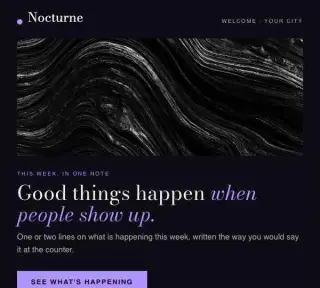 Nocturne
WELCOME · YOUR CITY
THIS WEEK, IN ONE NOTE
Good things happen when
people show up.
One or two lines on what is happening this week, written the way you would say
it at the counter.
SEE WHAT'S HAPPENING